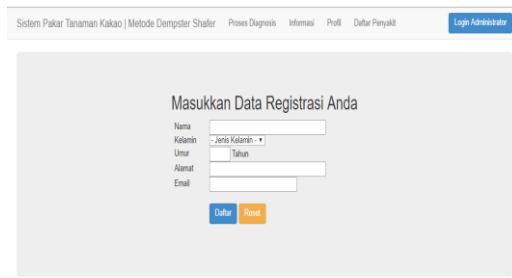 Sistem Pakar Tanaman Kakao | Metode Dempster Shafer Proses Diagnosis Informasi Profil Daftar Penyakit Login Administrator
Masukkan Data Registrasi Anda
Nama
Kelamin - Jenis Kelamin -
Umur Tahun
Alamat
Email
Daftar Reset